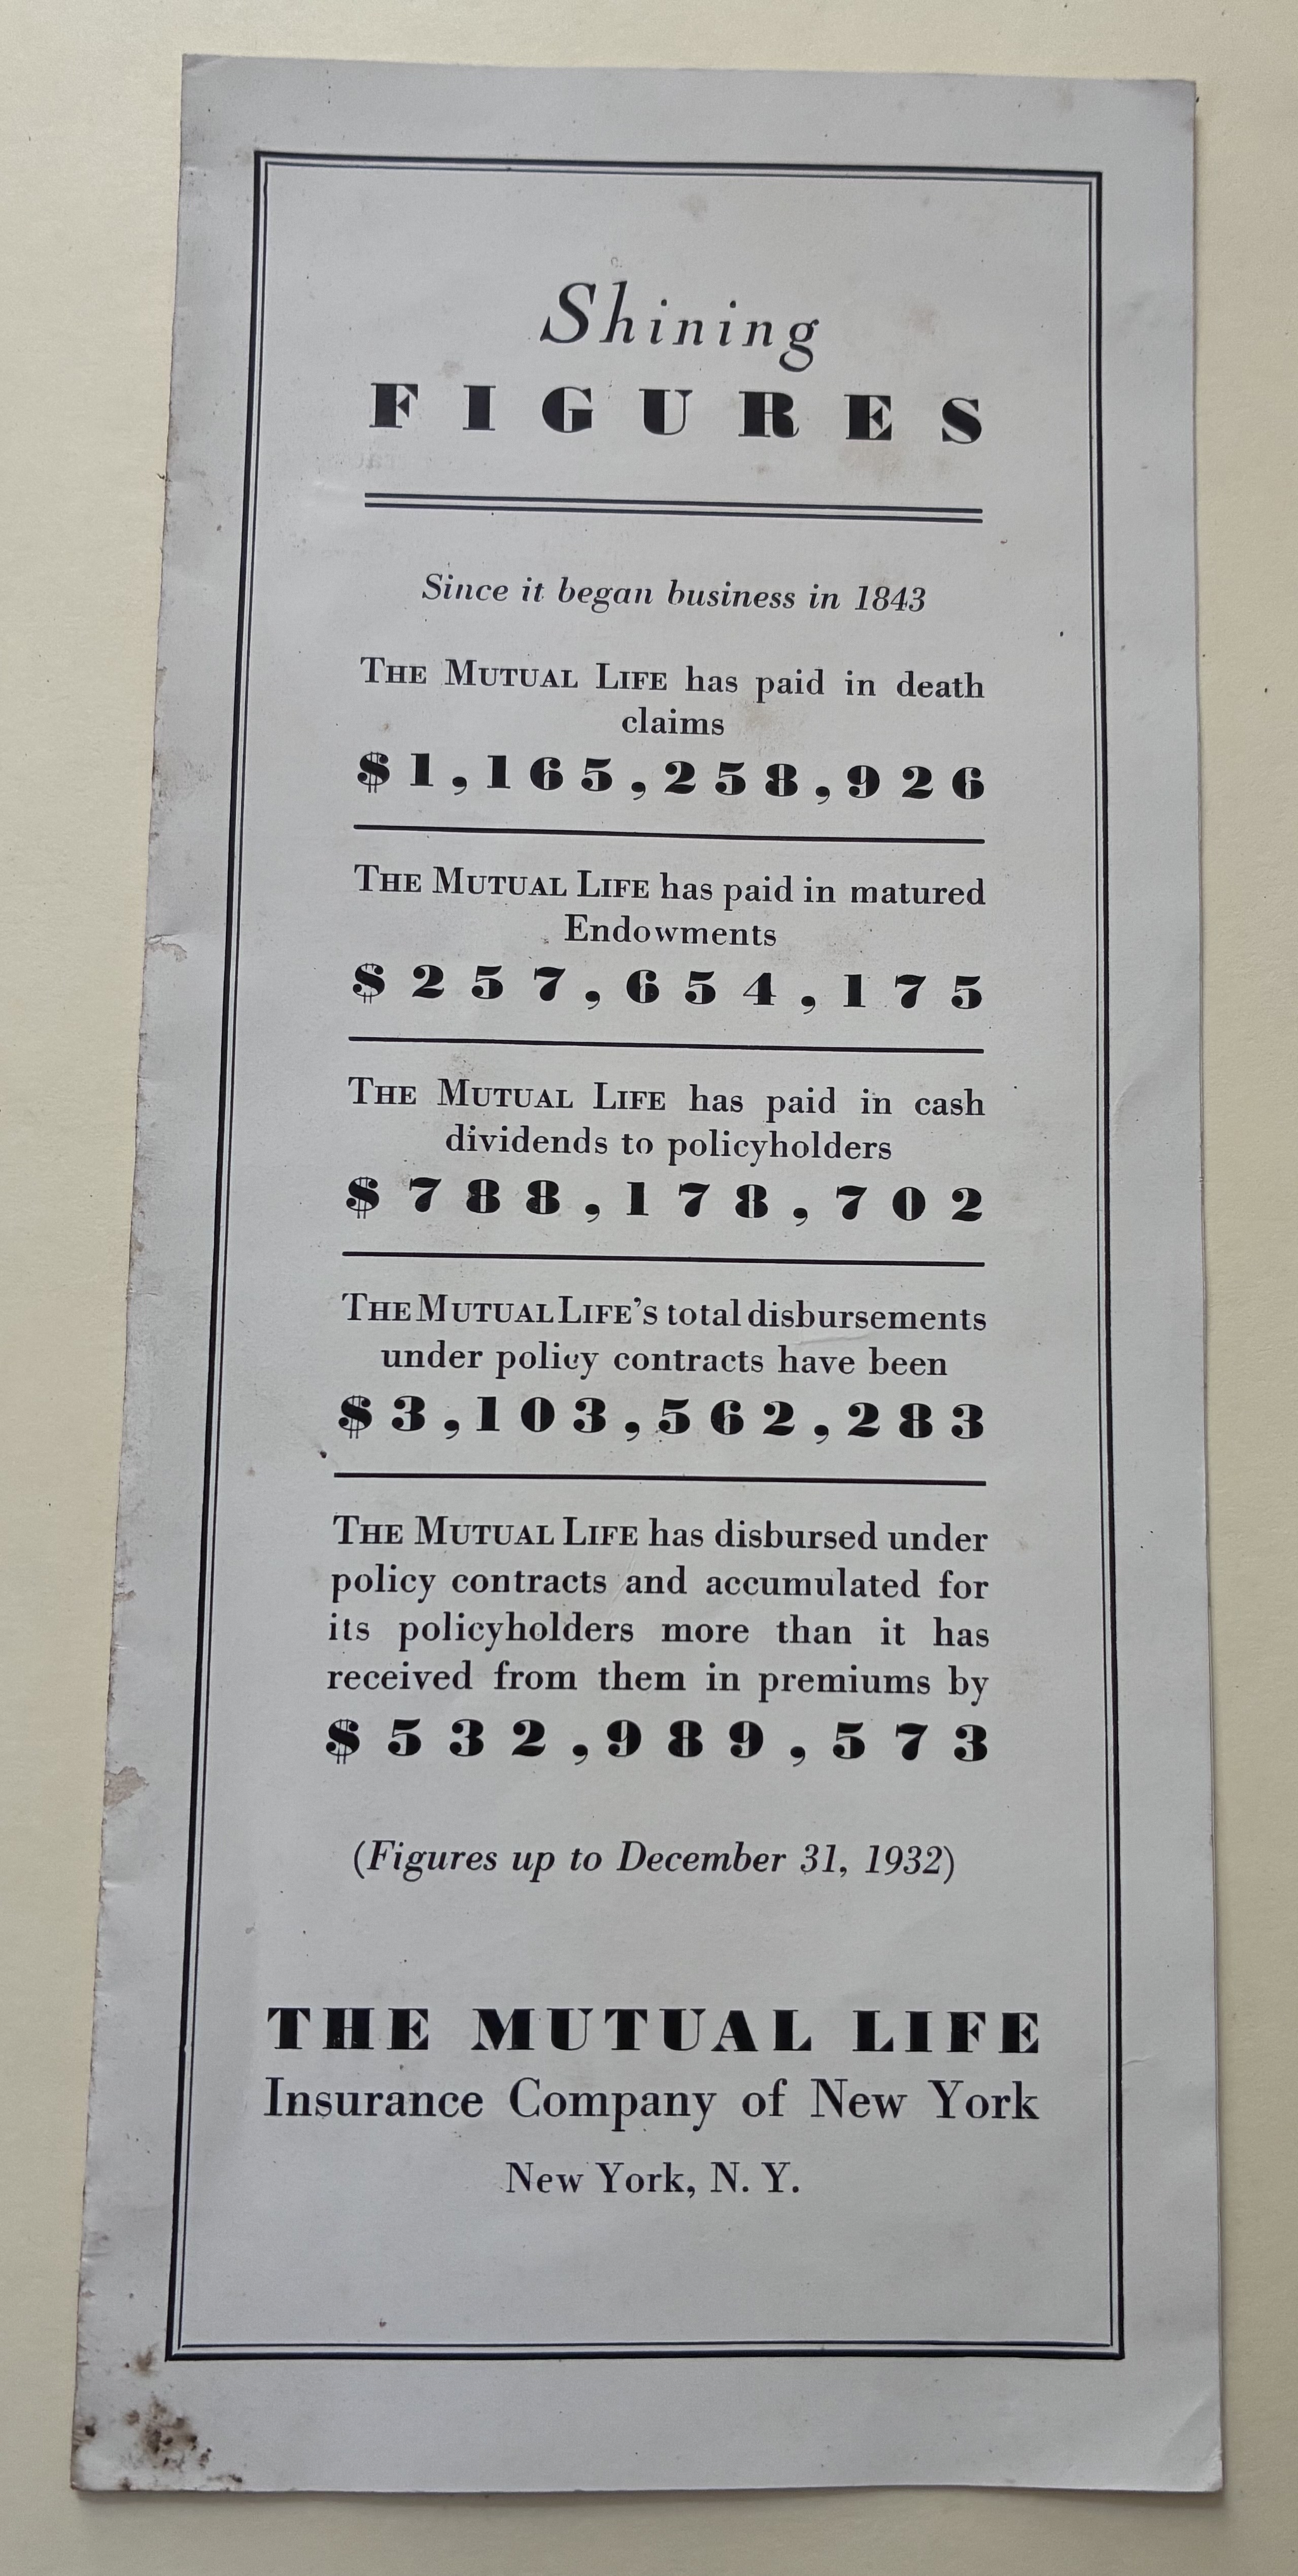 Shining
FIGURES
Since it began business in 1843
THE MUTUAL LIFE has paid in death
claims
$1,165,258,926
THE MUTUAL LIFE has paid in matured
Endowments
$257,654,175
THE MUTUAL LIFE has paid in cash
dividends to policyholders
$788,178,702
THE MUTUAL LIFE'S total disbursements
under policy contracts have been
$3,103,562,283
THE MUTUAL LIFE has disbursed under
policy contracts and accumulated for
its policyholders more than it has
received from them in premiums by
$532,989,573
(Figures up to December 31, 1932)
THE MUTUAL LIFE
Insurance Company of New York
New York, N. Y.